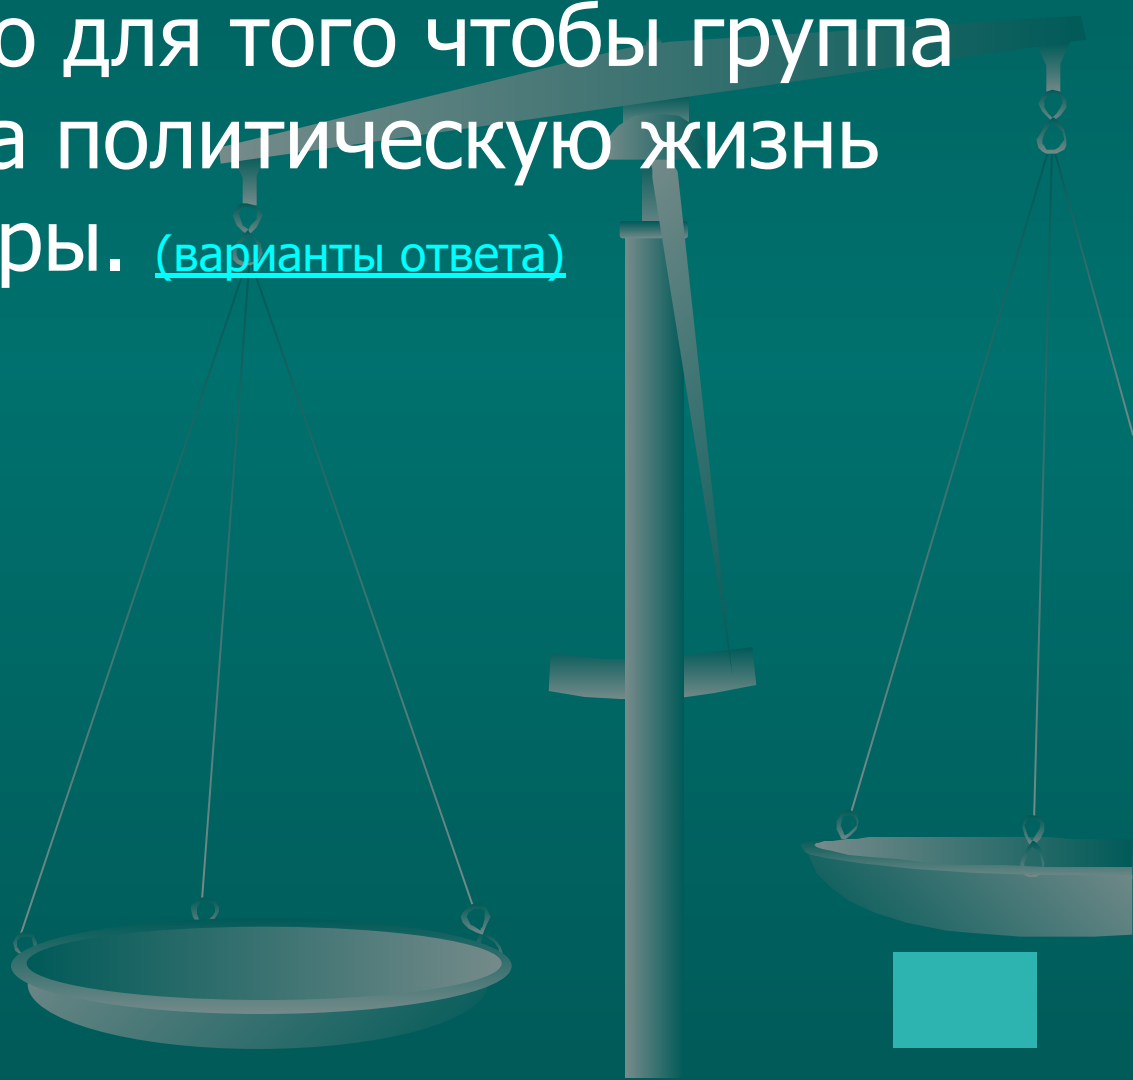 о для того чтобы группа
а политическую жизнь
ры. (варианты ответа)